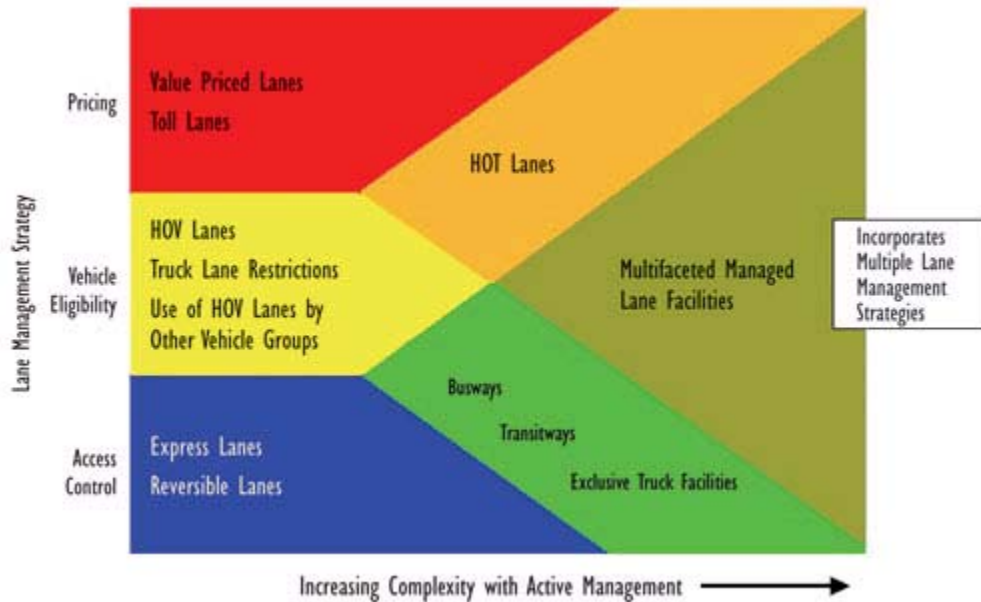 Lane Management Strategy
Pricing
Value Priced Lanes
Toll Lanes
HOT Lanes
Vehicle
Eligibility
HOV Lanes
Truck Lane Restrictions
Use of HOV Lanes by
Other Vehicle Groups
Multifaceted Managed
Lane Facilities
Incorporates
Multiple Lane
Management
Strategies
Access
Control
Express Lanes
Reversible Lanes
Busways
Transitways
Exclusive Truck Facilities
Increasing Complexity with Active Management